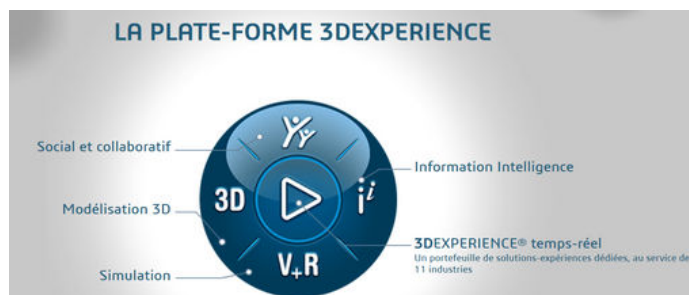 LA PLATE-FORME 3DEXPERIENCE
Social et collaboratif
Information Intelligence
3D
i i
Modélisation 3D
V+R
3DEXPERIENCE® temps-réel
Un portefeuille de solutions-expériences dédiées, au service de
11 industries
Simulation